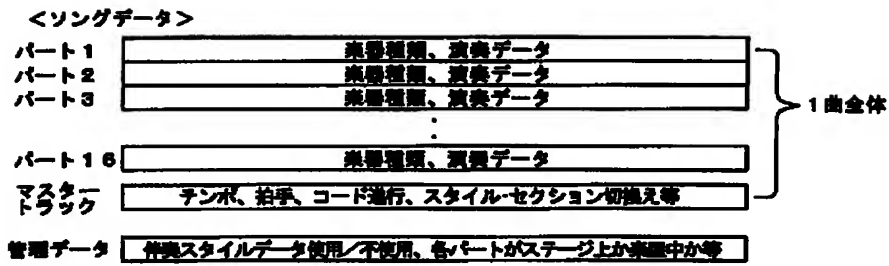 <ソングデータ>
パート1 楽器種類、演奏データ
パート2 楽器種類、演奏データ
パート3 楽器種類、演奏データ
:
パート16 楽器種類、演奏データ
1曲全体
マスタートラック テンポ、拍手、コード進行、スタイル・セクション切換え等
管理データ 伴奏スタイルデータ使用/不使用、各パートがステージ上か楽屋中か等